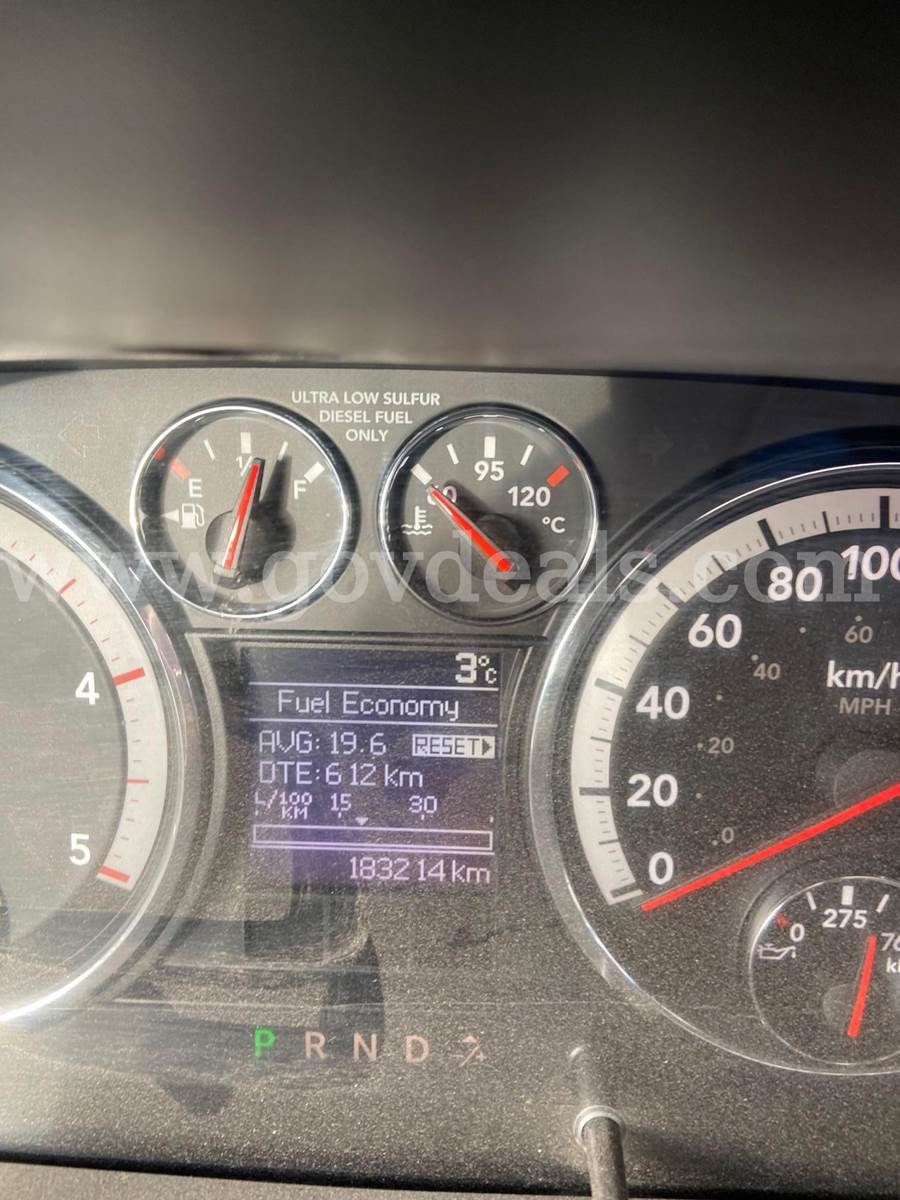 ULTRA LOW SULFUR
DIESEL FUEL
ONLY
E
F
95
120
°C
www.govdeals.com
4
5
3°C
Fuel Economy
AVG: 19.6 RESET
DTE: 612 km
L/100
KM
15
30
183214 km
P R N D
100
80
60
40
20
0
km/h
MPH
60
40
20
0
0
275